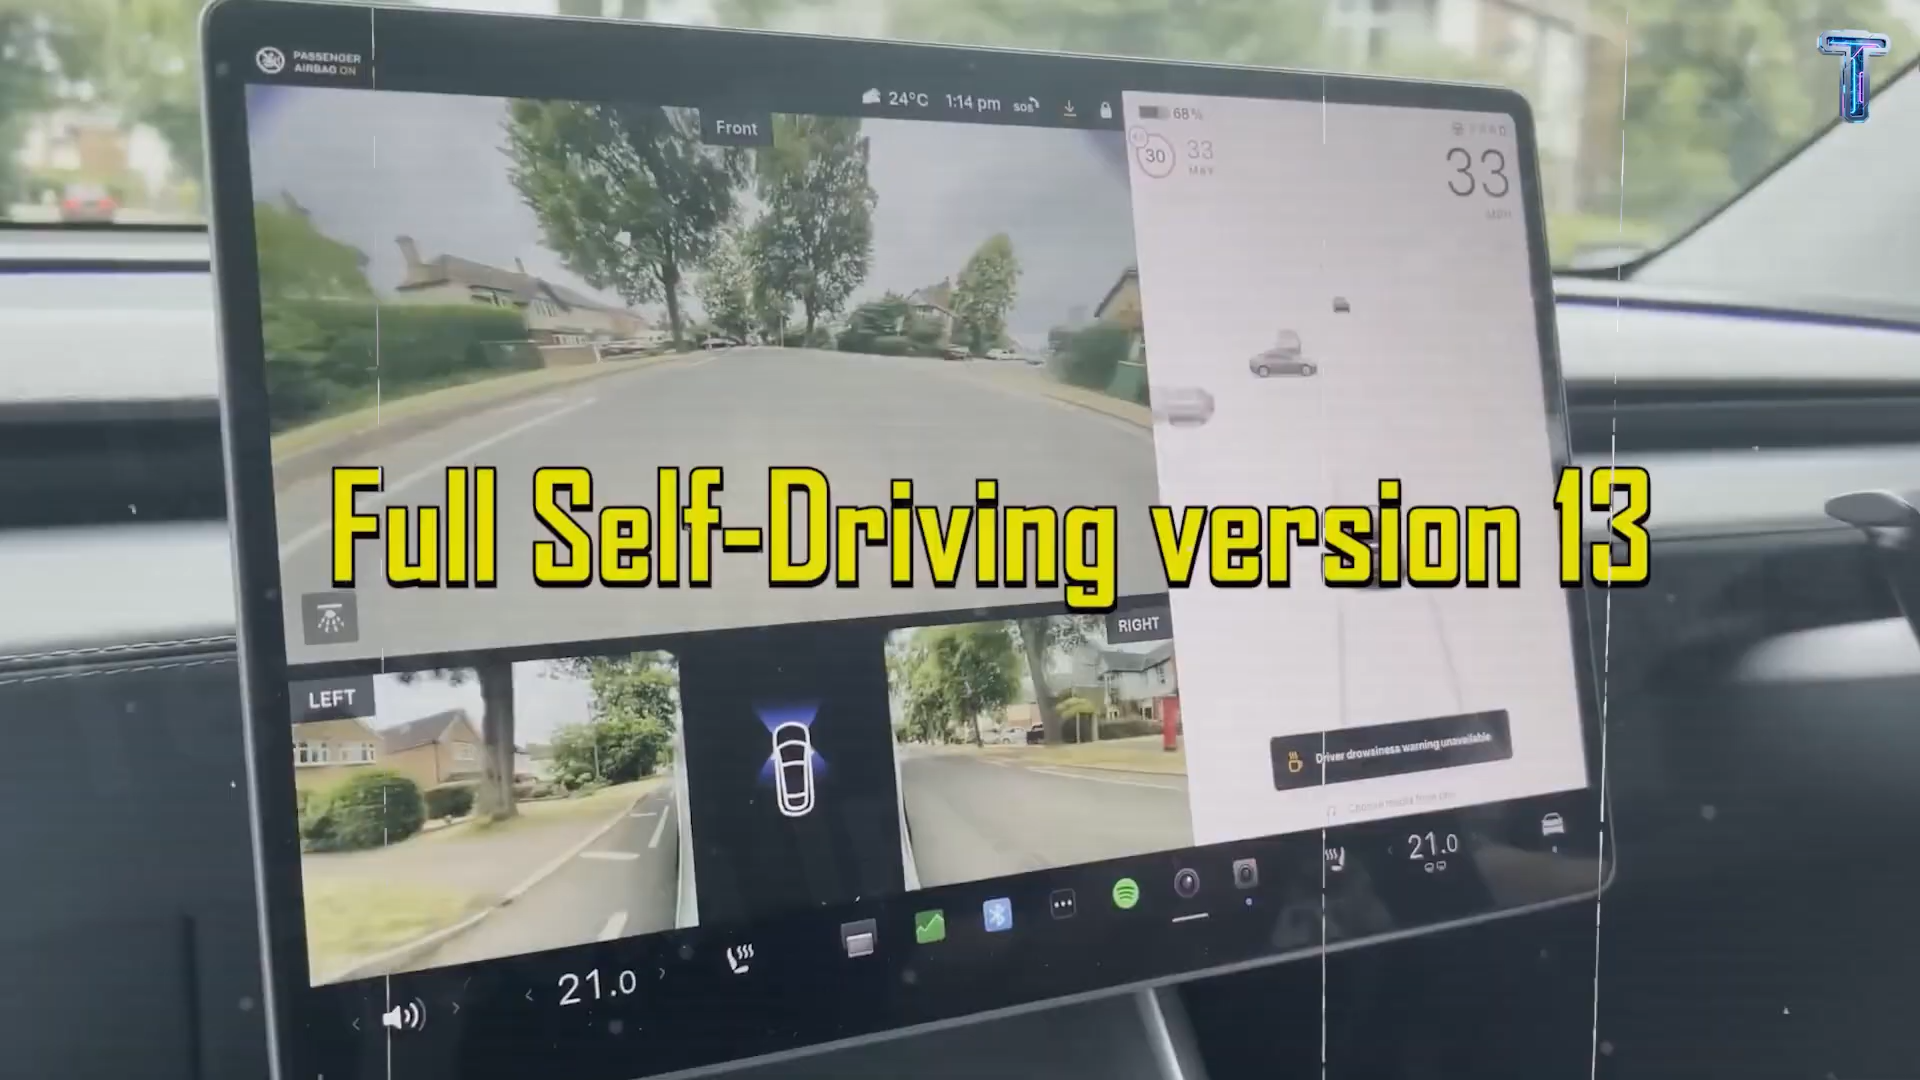 PASSENGER
AIRBAG ON
24°C 1:14 pm SOS
Front
68%
30 33
MAX
33
MPH
Full Self-Driving version 13
RIGHT
LEFT
Driver drowsiness warning unavailable
21.0
21.0
T